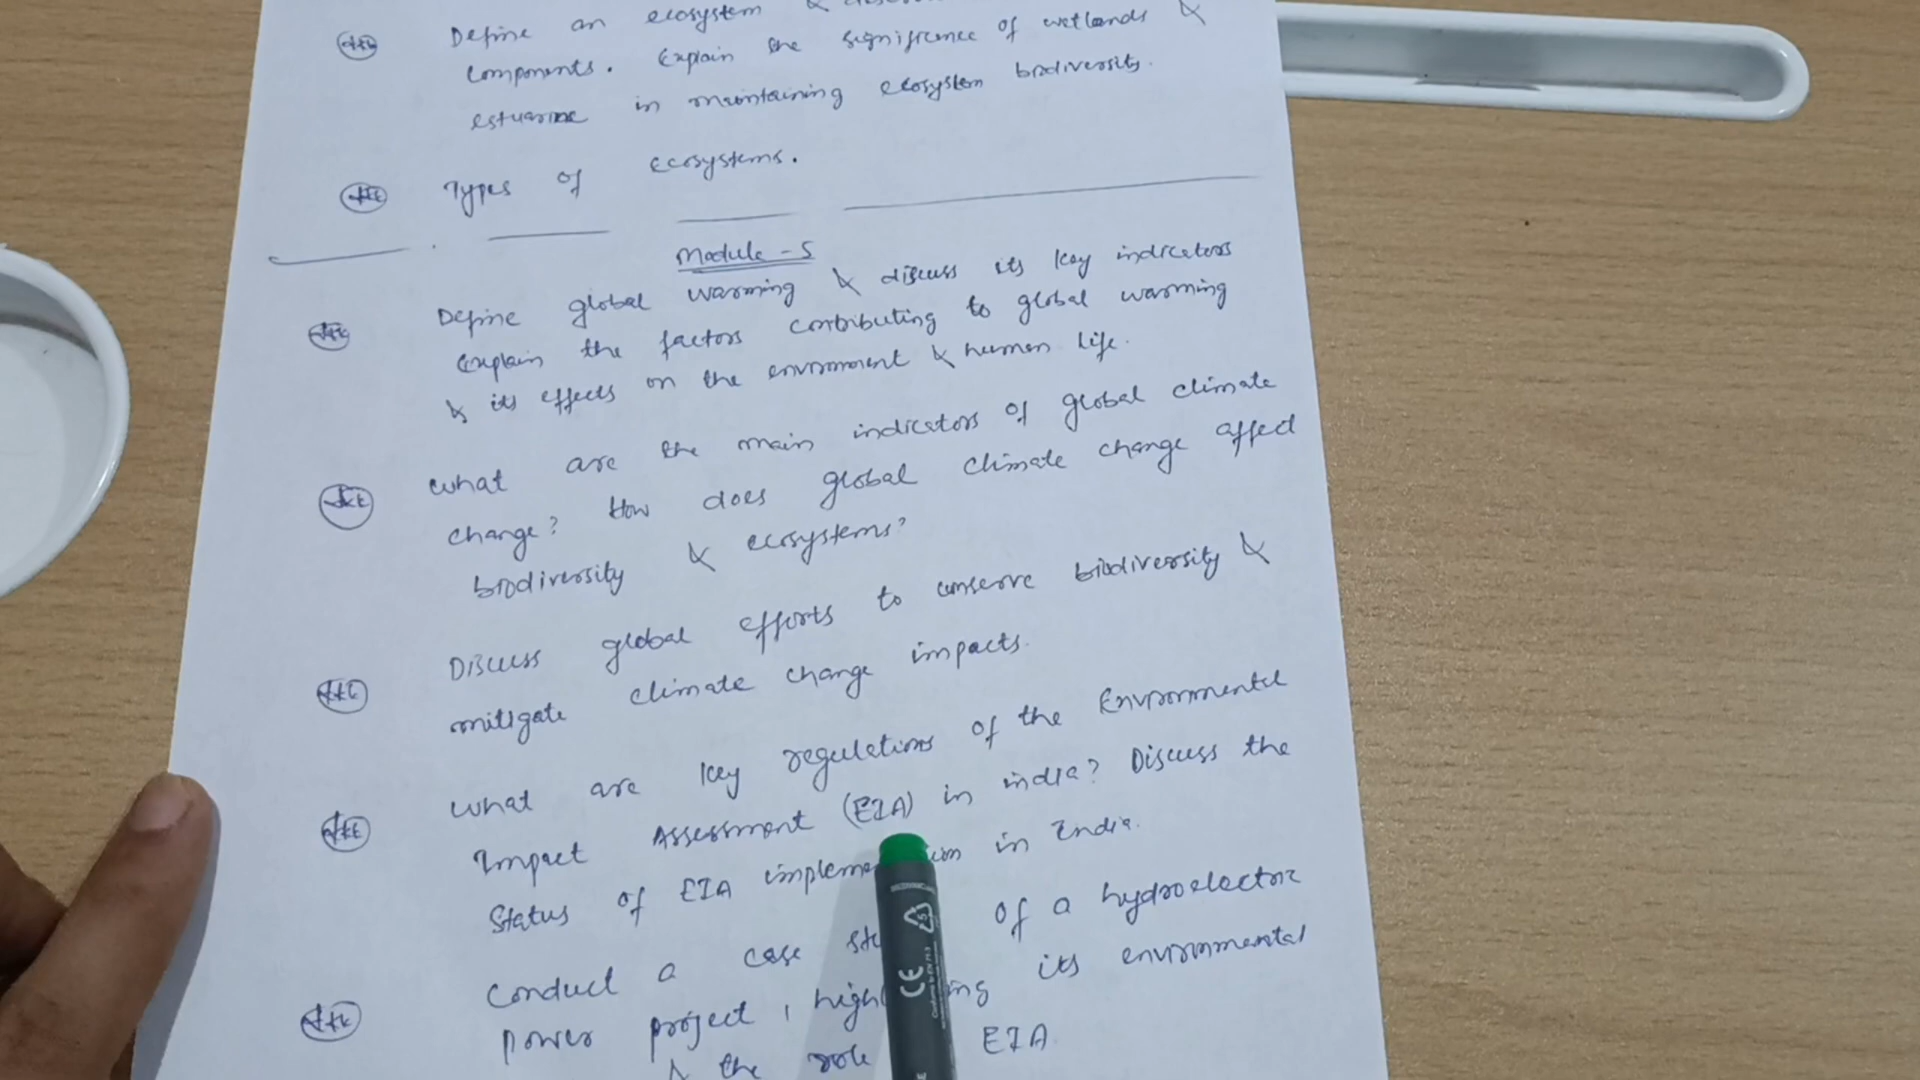 Define an ecosystem &
components. Explain the significance of wetlands &
estuarine in maintaining ecosystem biodiversity.
Types of ecosystems.
Module - 5
Define global warming & discuss its key indicators
Explain the factors contributing to global warming
& its effects on the environment & human life.
What are the main indicators of global climate
change? How does global climate change affect
biodiversity & ecosystems?
Discuss global efforts to conserve biodiversity &
mitigate climate change impacts.
What are key regulations of the Environmental
Impact Assessment (EIA) in india? Discuss the
Status of EIA in India.
Conduct a case of a hydroelectric
power project, its environmental
& the role EIA
CE
5